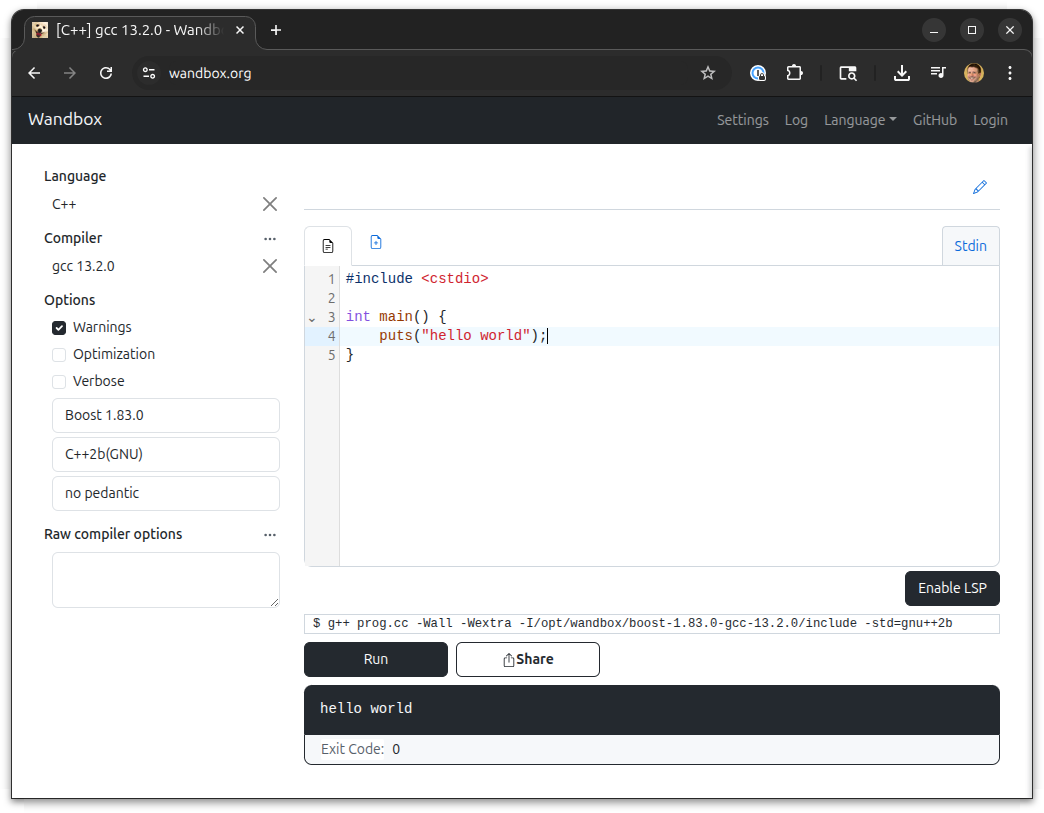 [C++] gcc 13.2.0 - Wandb
wandbox.org
Wandbox
Settings Log Language GitHub Login
Language
C++
Compiler
gcc 13.2.0
Options
Warnings
Optimization
Verbose
Boost 1.83.0
C++2b(GNU)
no pedantic
Raw compiler options
Stdin
1 #include <cstdio>
2
3 int main() {
4     puts("hello world");
5 }
Enable LSP
$ g++ prog.cc -Wall -Wextra -I/opt/wandbox/boost-1.83.0-gcc-13.2.0/include -std=gnu++2b
Run Share
hello world
Exit Code: 0